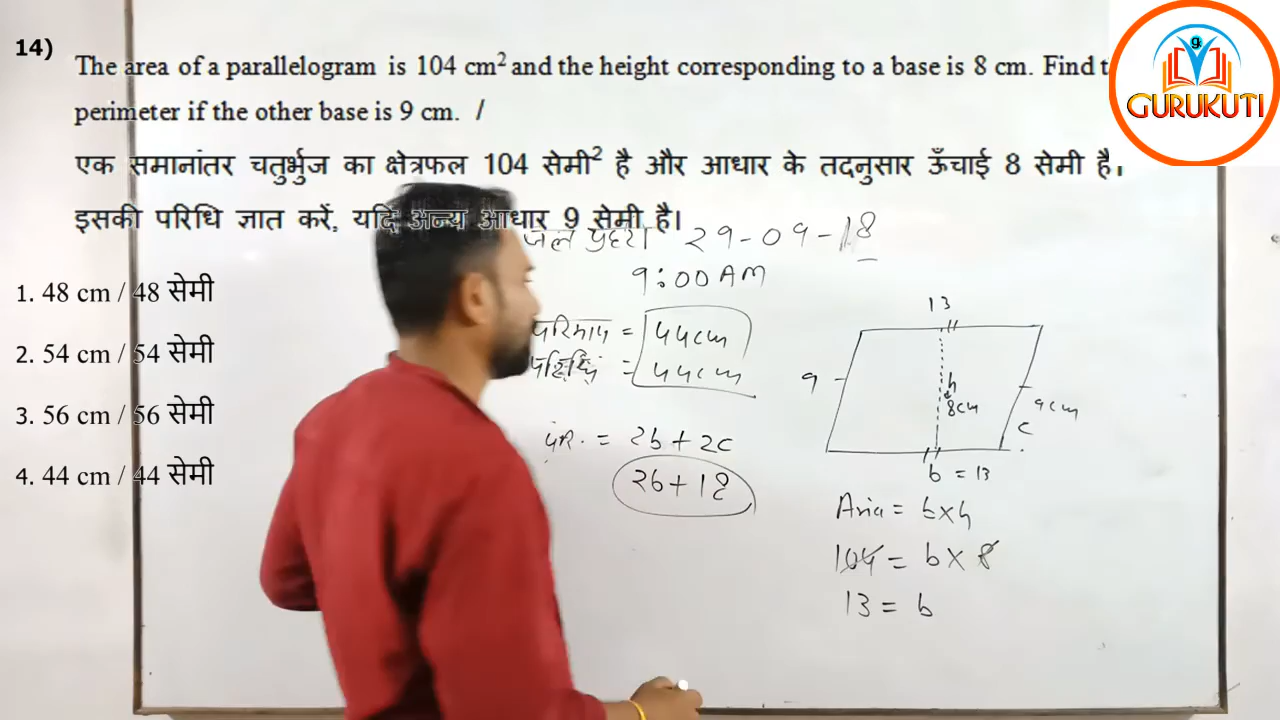 14)
The area of a parallelogram is 104 cm² and the height corresponding to a base is 8 cm. Find
perimeter if the other base is 9 cm. /
एक समानांतर चतुर्भुज का क्षेत्रफल 104 सेमी² है और आधार के तदनुसार ऊँचाई 8 सेमी है।
इसकी परिधि ज्ञात करें, यदि अन्य आधार 9 सेमी है।
1. 48 cm / 48 सेमी
2. 54 cm / 54 सेमी
3. 56 cm / 56 सेमी
4. 44 cm / 44 सेमी
GURUKUTI
29-09-18
9:00 AM
परिमाप = 44cm
परिधि = 44cm
= 2b + 2c
2b + 18
13
9
h
8cm
9cm
c
b = 13
Aria = b×h
104 = b × 8
13 = b